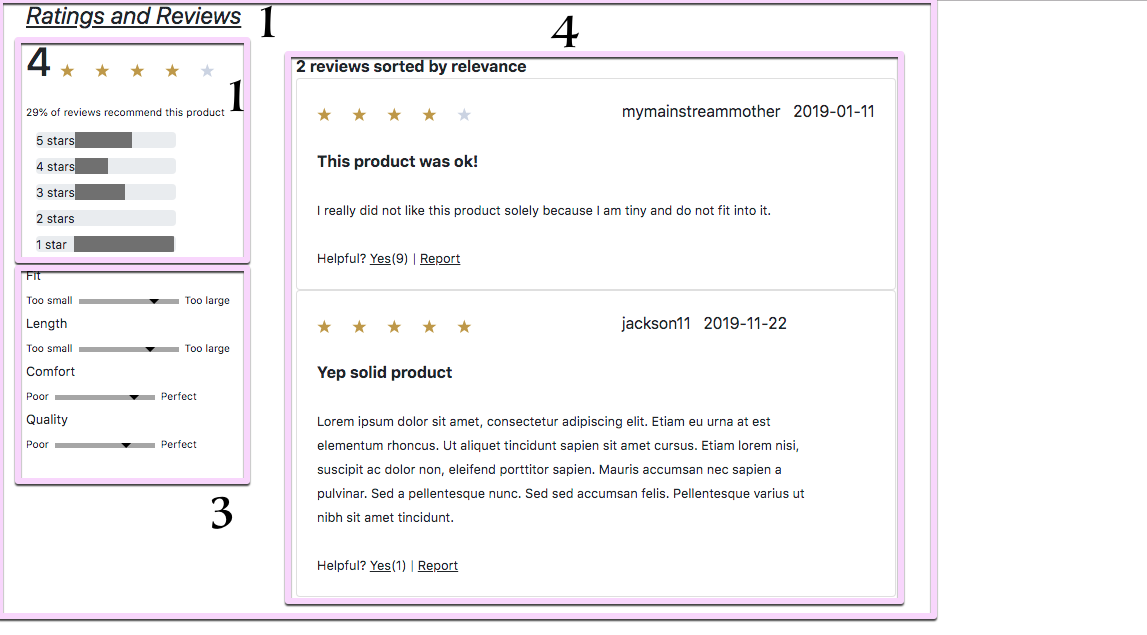 Ratings and Reviews
1
4
1
29% of reviews recommend this product
5 stars
4 stars
3 stars
2 stars
1 star
Fit
Too small Too large
Length
Too small Too large
Comfort
Poor Perfect
Quality
Poor Perfect
3
4
2 reviews sorted by relevance
mymainstreammother 2019-01-11
This product was ok!
I really did not like this product solely because I am tiny and do not fit into it.
Helpful? Yes(9) | Report
jackson11 2019-11-22
Yep solid product
Lorem ipsum dolor sit amet, consectetur adipiscing elit. Etiam eu urna at est
elementum rhoncus. Ut aliquet tincidunt sapien sit amet cursus. Etiam lorem nisi,
suscipit ac dolor non, eleifend porttitor sapien. Mauris accumsan nec sapien a
pulvinar. Sed a pellentesque nunc. Sed sed accumsan felis. Pellentesque varius ut
nibh sit amet tincidunt.
Helpful? Yes(1) | Report